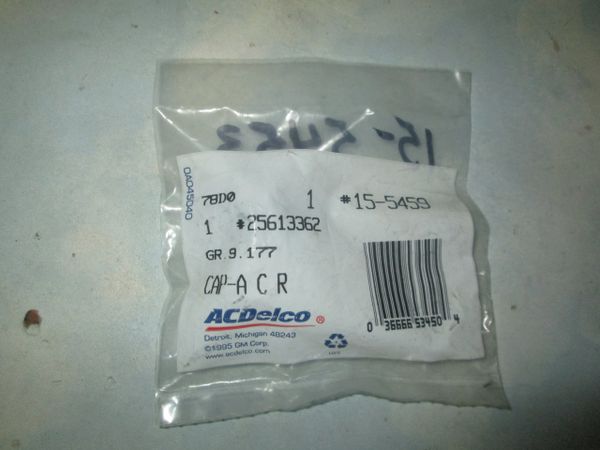 15-5459
DAD45040
78D0 1 #15-5459
1 #25613362
GR.9.177
CAP-A C R
ACDelco ®
Detroit, Michigan 48243
©1995 GM Corp.
www.acdelco.com
0 36666 53450 4